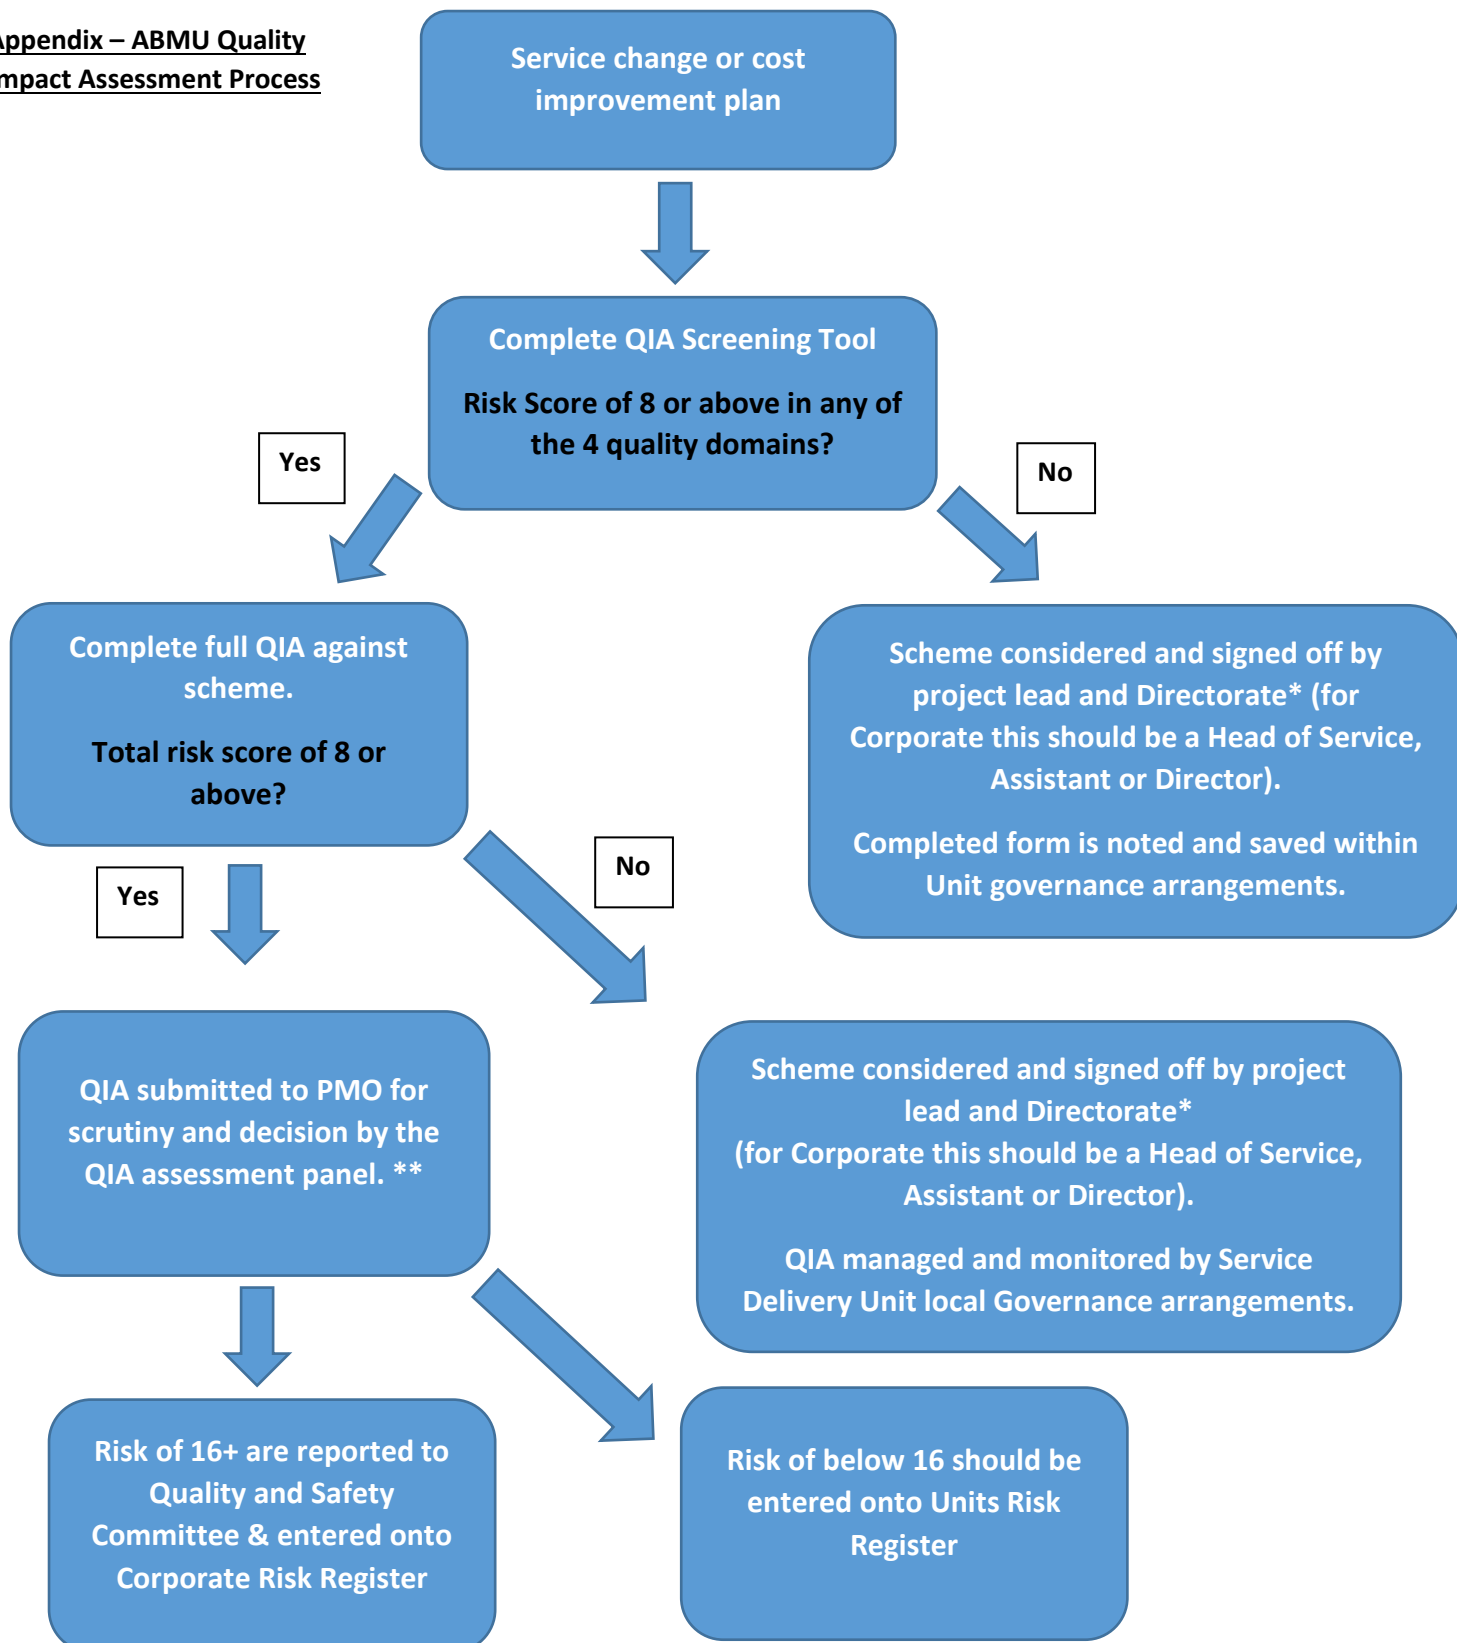 Appendix – ABMU Quality
Impact Assessment Process
Service change or cost
improvement plan
Complete QIA Screening Tool
Risk Score of 8 or above in any of
the 4 quality domains?
Yes
No
Complete full QIA against
scheme.
Total risk score of 8 or
above?
Scheme considered and signed off by
project lead and Directorate* (for
Corporate this should be a Head of Service,
Assistant or Director).
Completed form is noted and saved within
Unit governance arrangements.
Yes
No
QIA submitted to PMO for
scrutiny and decision by the
QIA assessment panel. **
Scheme considered and signed off by project
lead and Directorate*
(for Corporate this should be a Head of Service,
Assistant or Director).
QIA managed and monitored by Service
Delivery Unit local Governance arrangements.
Risk of 16+ are reported to
Quality and Safety
Committee & entered onto
Corporate Risk Register
Risk of below 16 should be
entered onto Units Risk
Register